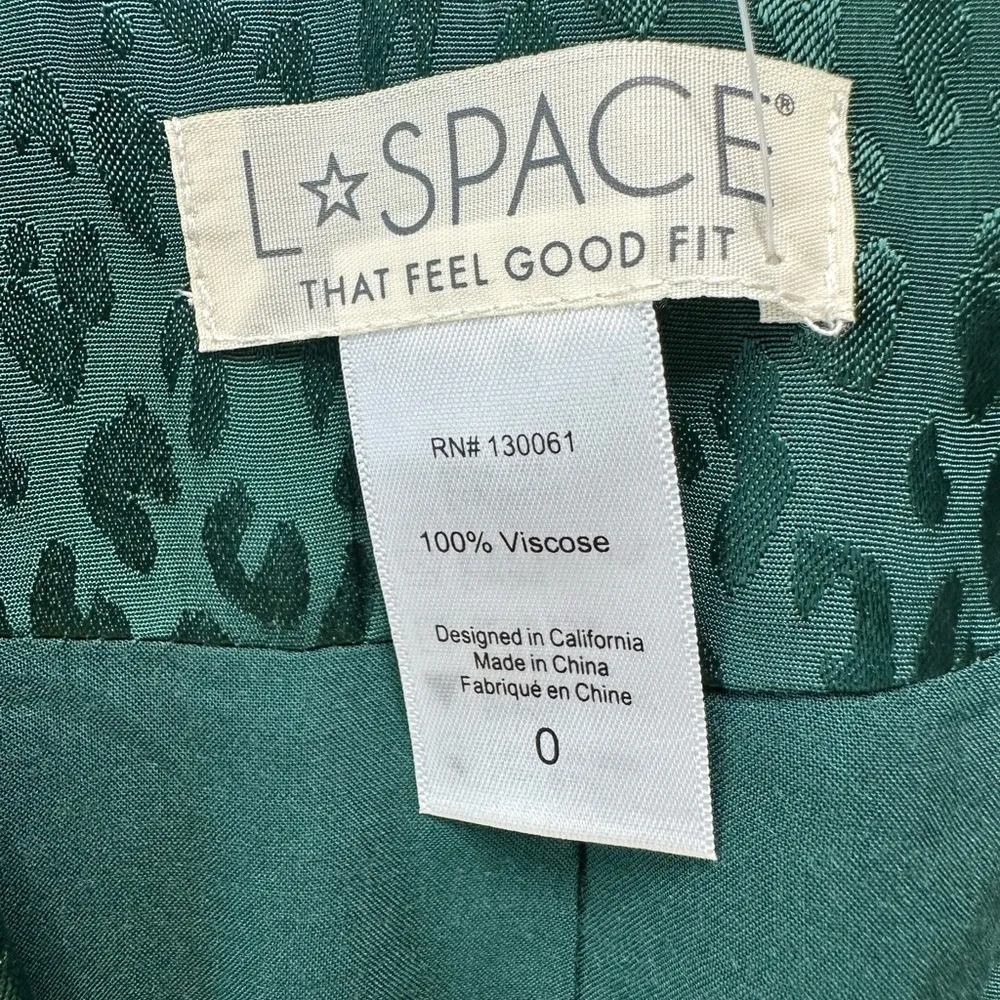 L☆SPACE®
THAT FEEL GOOD FIT
RN# 130061
100% Viscose
Designed in California
Made in China
Fabriqué en Chine
0